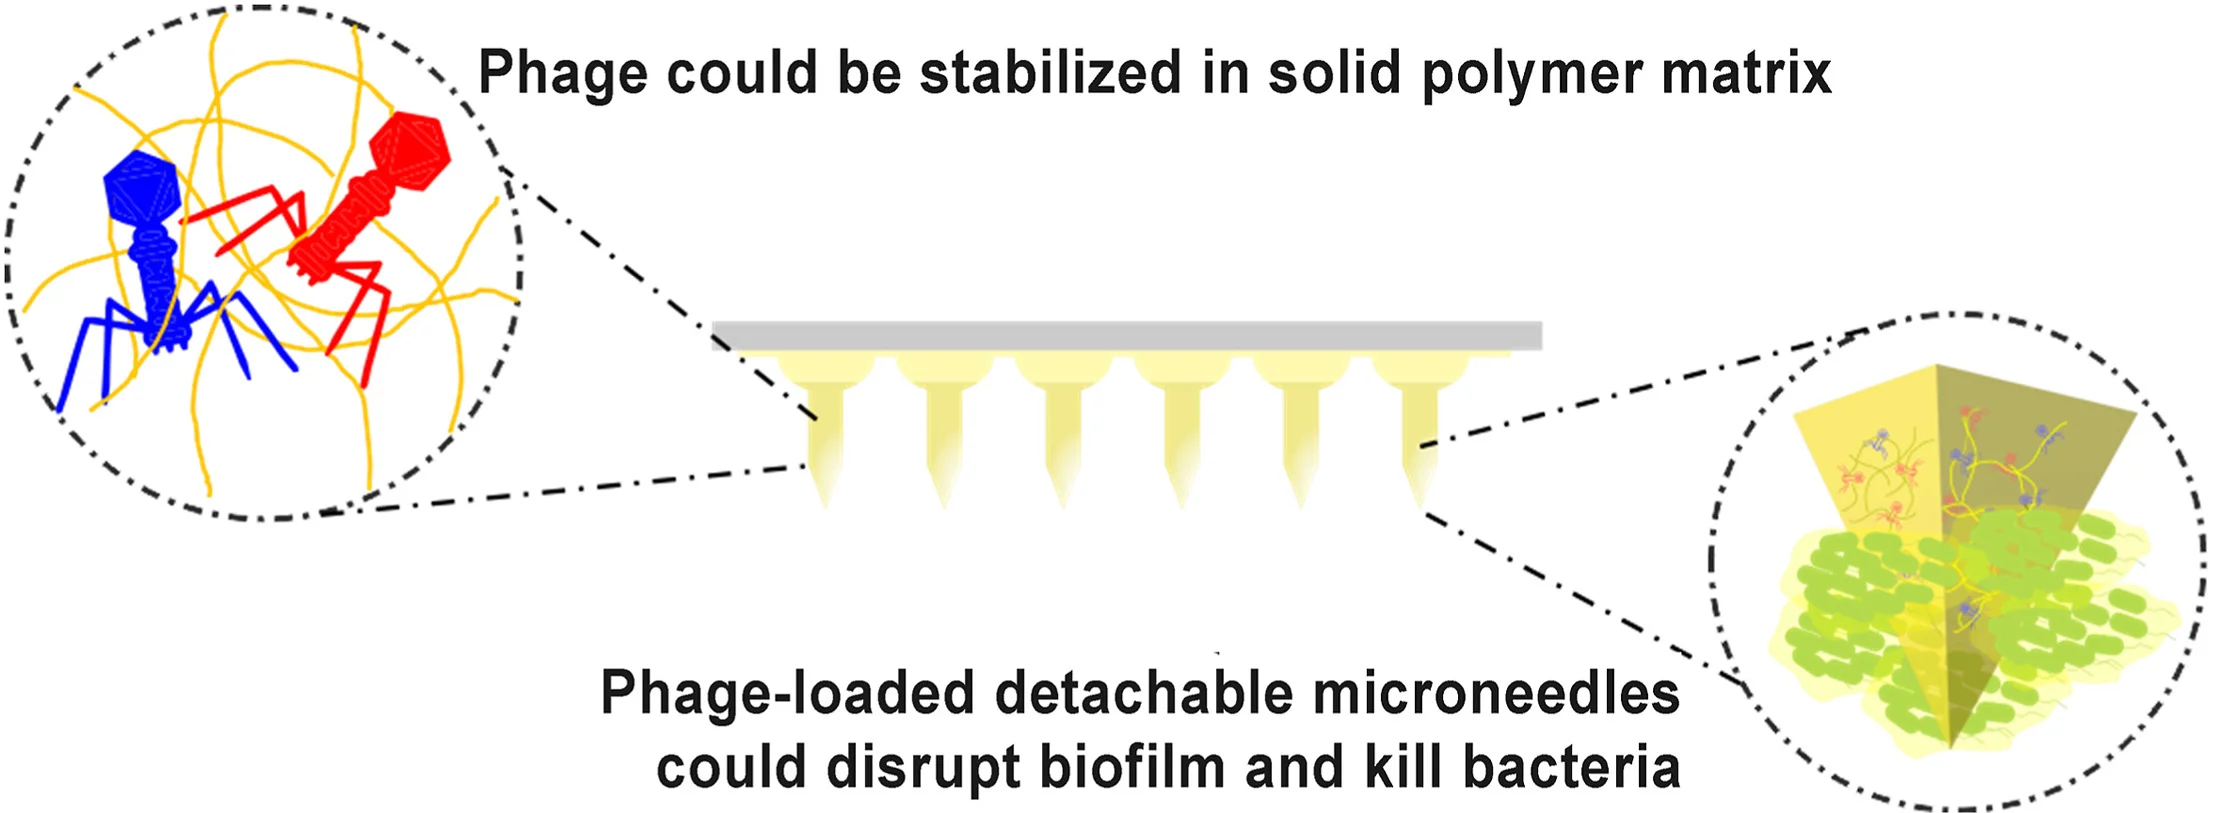 Phage could be stabilized in solid polymer matrix
Phage-loaded detachable microneedles
could disrupt biofilm and kill bacteria